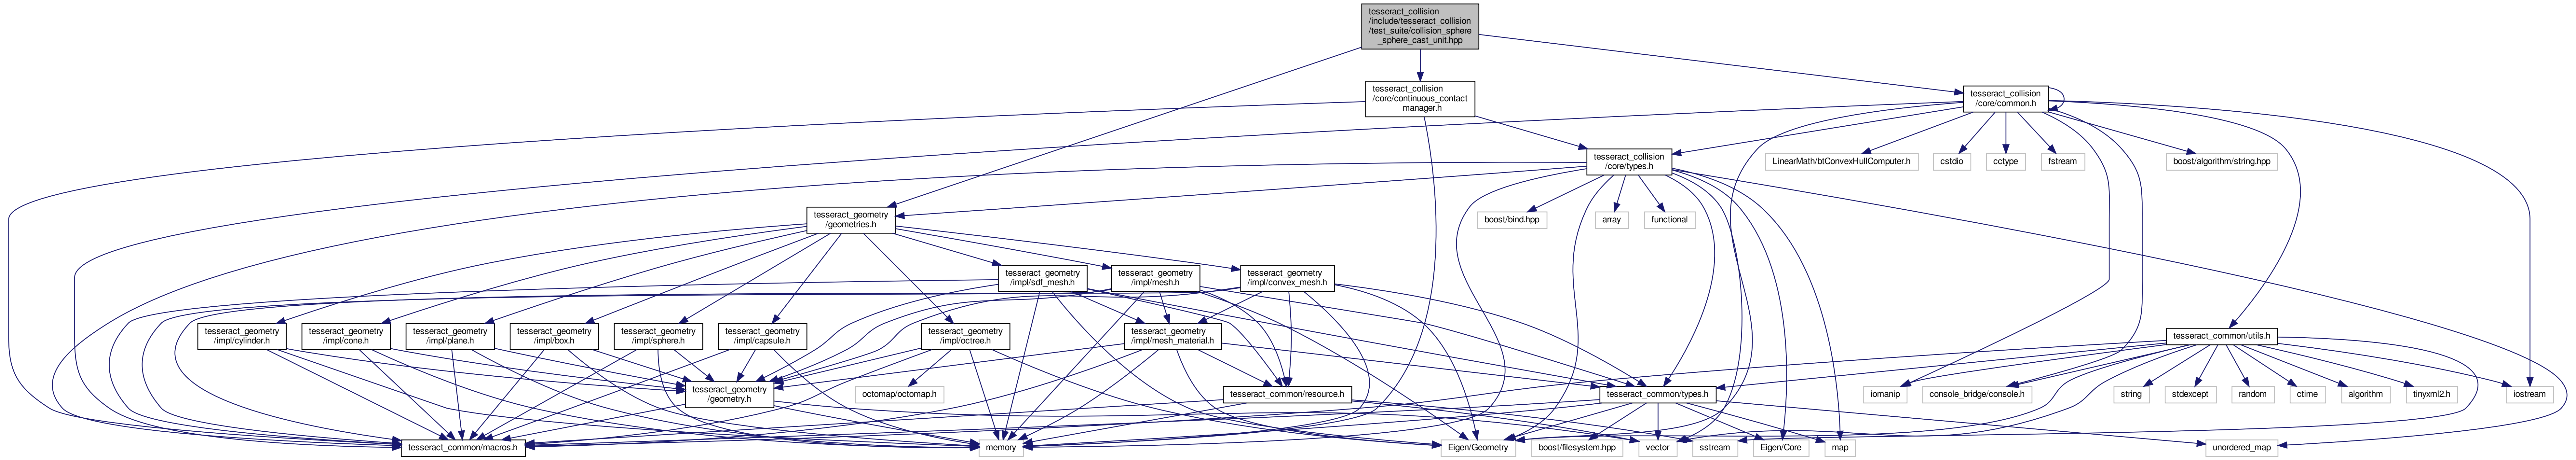 tesseract_collision
/include/tesseract_collision
/test_suite/collision_sphere
_sphere_cast_unit.hpp
tesseract_collision
/core/continuous_contact
_manager.h
tesseract_collision
/core/common.h
tesseract_collision
/core/types.h
LinearMath/btConvexHullComputer.h
cstdio
cctype
fstream
boost/algorithm/string.hpp
tesseract_geometry
/geometries.h
boost/bind.hpp
array
functional
tesseract_geometry
/impl/sdf_mesh.h
tesseract_geometry
/impl/mesh.h
tesseract_geometry
/impl/convex_mesh.h
tesseract_geometry
/impl/cylinder.h
tesseract_geometry
/impl/cone.h
tesseract_geometry
/impl/plane.h
tesseract_geometry
/impl/box.h
tesseract_geometry
/impl/sphere.h
tesseract_geometry
/impl/capsule.h
tesseract_geometry
/impl/octree.h
tesseract_geometry
/impl/mesh_material.h
tesseract_common/utils.h
tesseract_geometry
/geometry.h
octomap/octomap.h
tesseract_common/resource.h
tesseract_common/types.h
iomanip
console_bridge/console.h
string
stdexcept
random
ctime
algorithm
tinyxml2.h
iostream
tesseract_common/macros.h
memory
Eigen/Geometry
boost/filesystem.hpp
vector
sstream
Eigen/Core
map
unordered_map